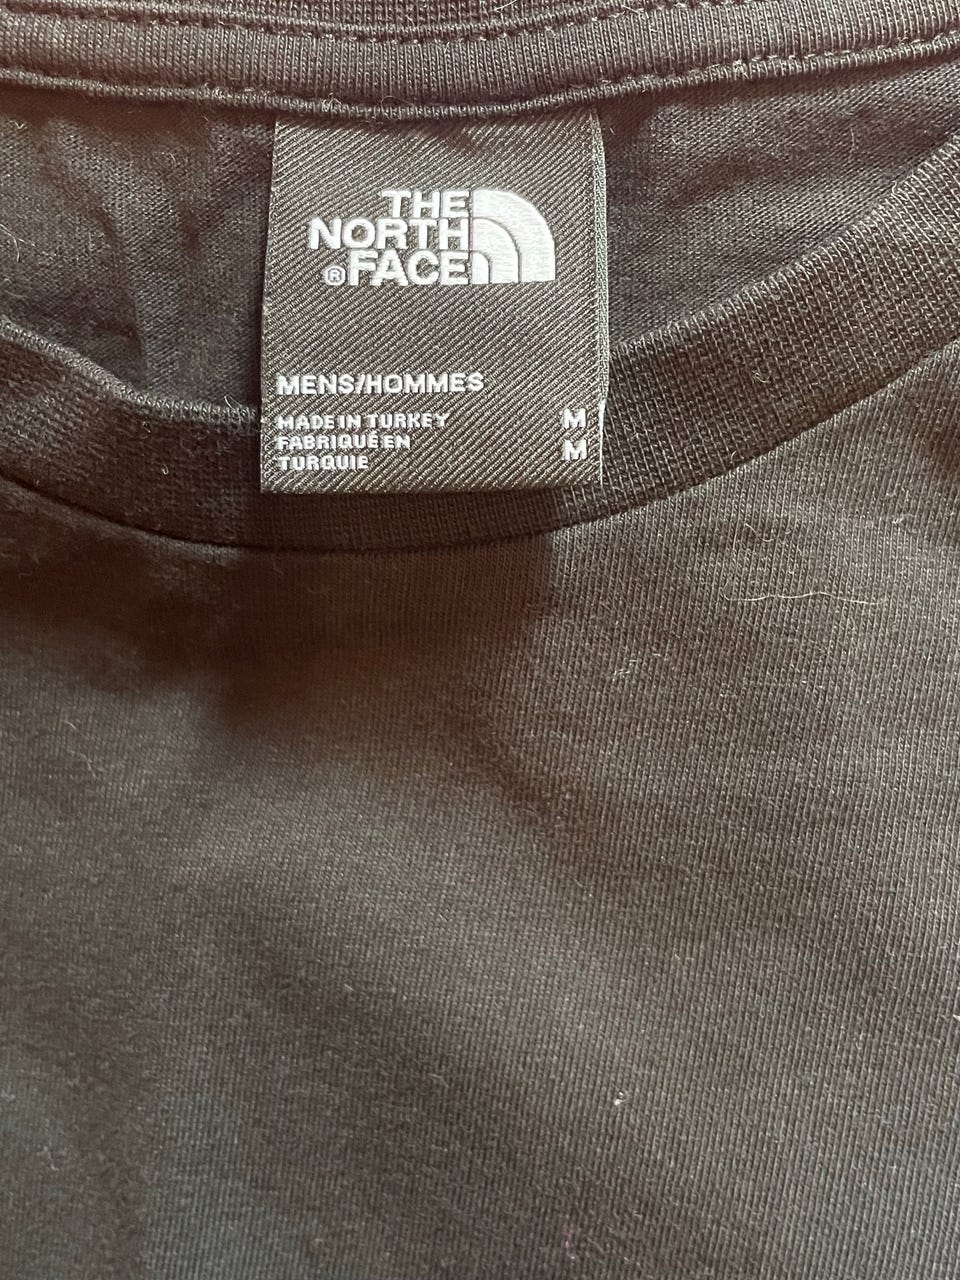 THE
NORTH
® FACE
MENS/HOMMES
MADE IN TURKEY M
FABRIQUÉ EN M
TURQUIE